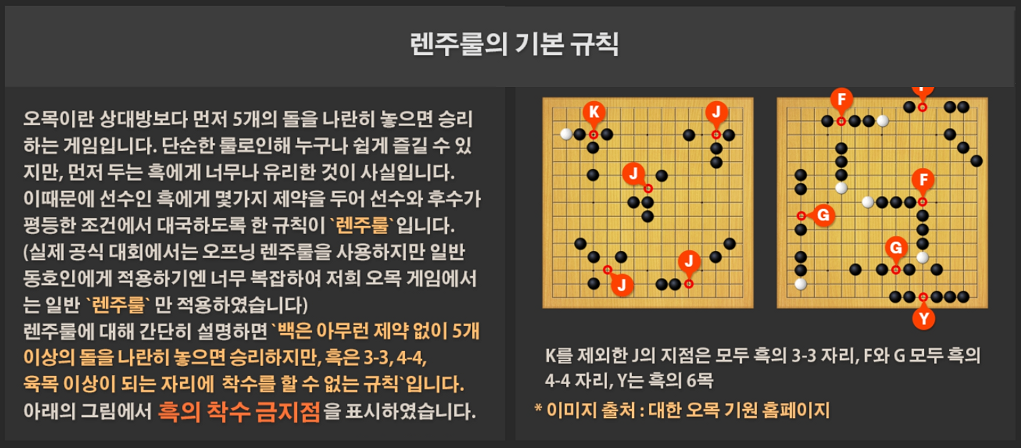 렌주룰의 기본 규칙
오목이란 상대방보다 먼저 5개의 돌을 나란히 놓으면 승리
하는 게임입니다. 단순한 룰로인해 누구나 쉽게 즐길 수 있
지만, 먼저 두는 흑에게 너무나 유리한 것이 사실입니다.
이때문에 선수인 흑에게 몇가지 제약을 두어 선수와 후수가
평등한 조건에서 대국하도록 한 규칙이 `렌주룰`입니다.
(실제 공식 대회에서는 오프닝 렌주룰을 사용하지만 일반
동호인에게 적용하기엔 너무 복잡하여 저희 오목 게임에서
는 일반 `렌주룰` 만 적용하였습니다)
렌주룰에 대해 간단히 설명하면 `백은 아무런 제약 없이 5개
이상의 돌을 나란히 놓으면 승리하지만, 흑은 3-3, 4-4,
육목 이상이 되는 자리에 착수를 할 수 없는 규칙`입니다.
아래의 그림에서 흑의 착수 금지점을 표시하였습니다.
K
J
J
J
J
F
F
G
G
Y
K를 제외한 J의 지점은 모두 흑의 3-3 자리, F와 G 모두 흑의
4-4 자리, Y는 흑의 6목
* 이미지 출처 : 대한 오목 기원 홈페이지